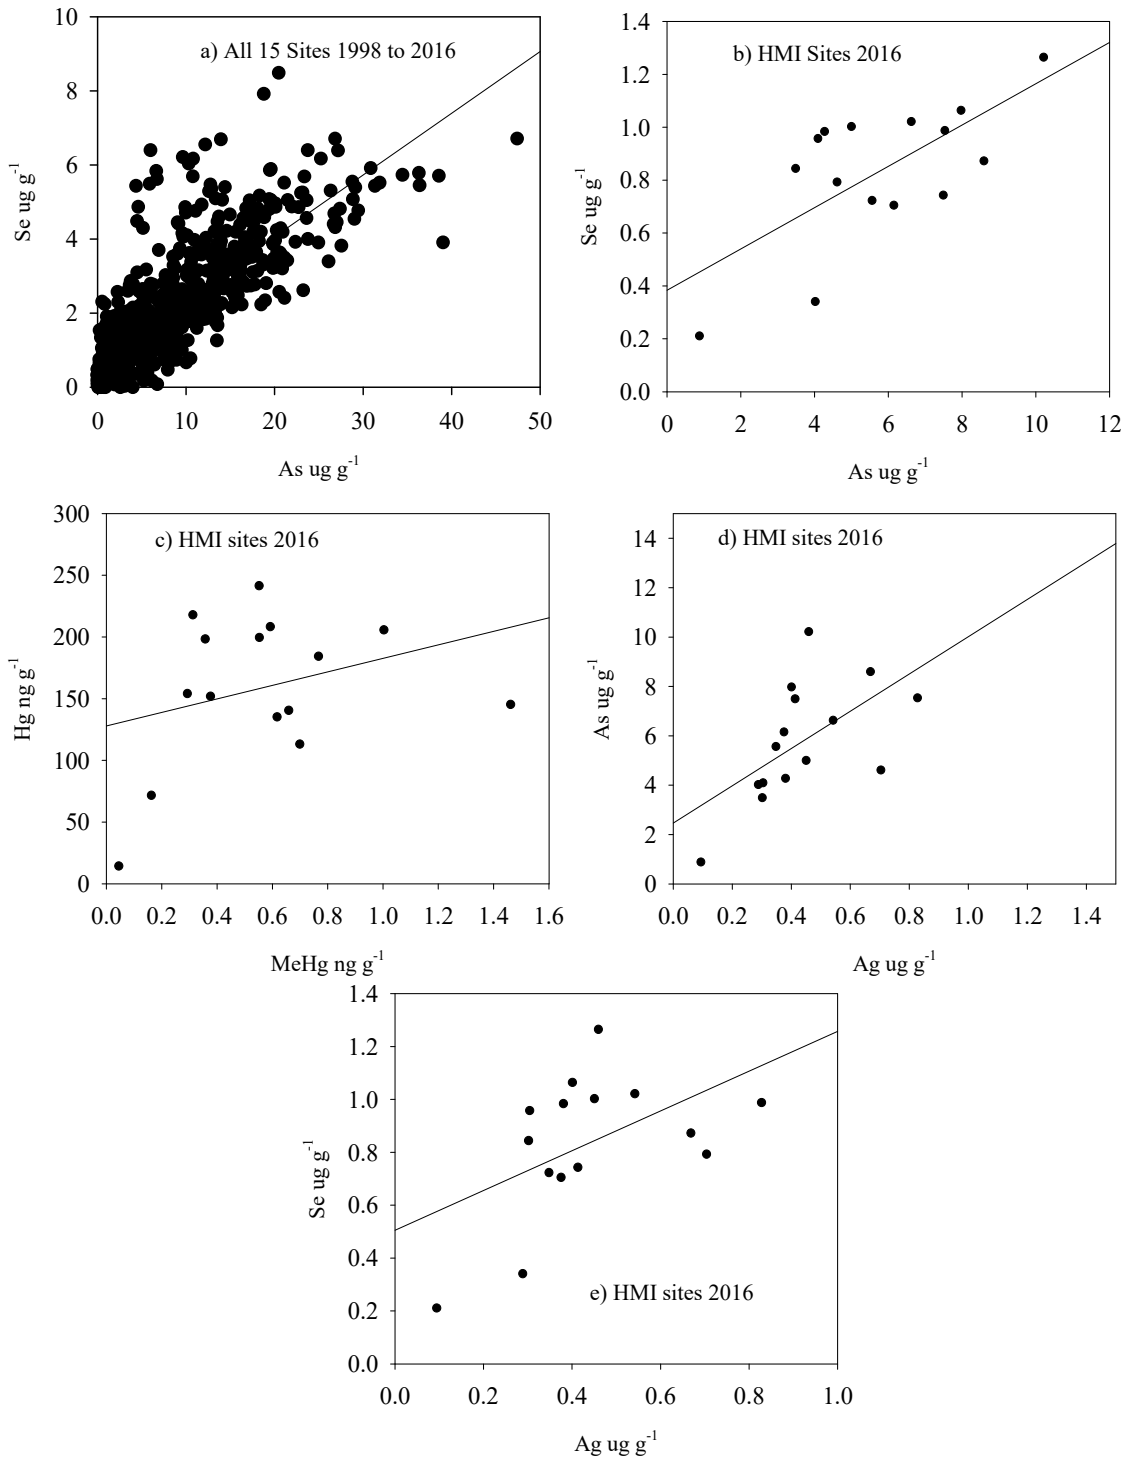 a) All 15 Sites 1998 to 2016
10
8
6
4
2
0
Se ug g-1
0 10 20 30 40 50
As ug g-1
b) HMI Sites 2016
1.4
1.2
1.0
0.8
0.6
0.4
0.2
0.0
Se ug g-1
0 2 4 6 8 10 12
As ug g-1
c) HMI sites 2016
300
250
200
150
100
50
0
Hg ng g-1
0.0 0.2 0.4 0.6 0.8 1.0 1.2 1.4 1.6
MeHg ng g-1
d) HMI sites 2016
14
12
10
8
6
4
2
0
As ug g-1
0.0 0.2 0.4 0.6 0.8 1.0 1.2 1.4
Ag ug g-1
1.4
1.2
1.0
0.8
0.6
0.4
0.2
0.0
Se ug g-1
e) HMI sites 2016
0.0 0.2 0.4 0.6 0.8 1.0
Ag ug g-1